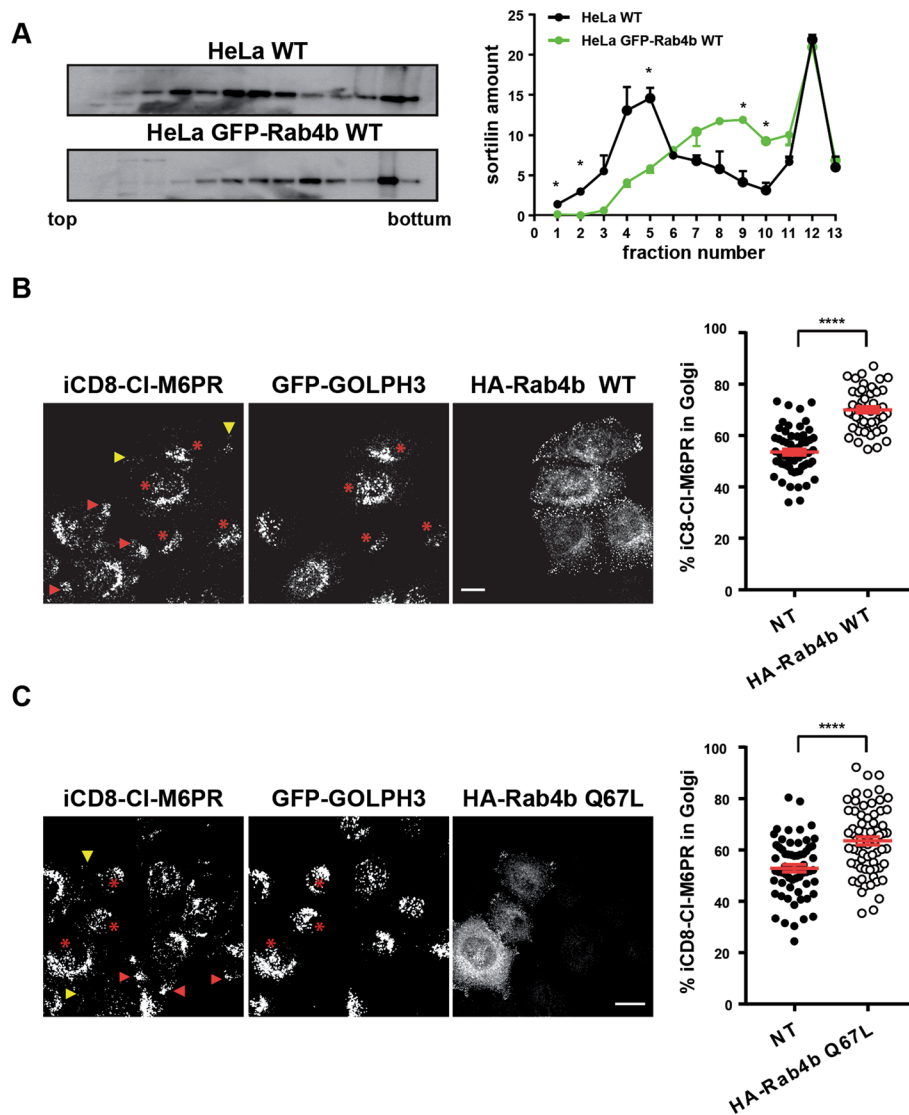 A
HeLa WT
HeLa GFP-Rab4b WT
top bottum
HeLa WT
HeLa GFP-Rab4b WT
sortilin amount
25
20
15
10
5
0
* * * * *
0 1 2 3 4 5 6 7 8 9 10 11 12 13
fraction number
B
iCD8-CI-M6PR GFP-GOLPH3 HA-Rab4b WT
* * * *
* * * *
% iC8-CI-M6PR in Golgi
100
80
60
40
20
0
****
NT
HA-Rab4b WT
C
iCD8-CI-M6PR GFP-GOLPH3 HA-Rab4b Q67L
* * *
* * *
% iCD8-CI-M6PR in Golgi
100
80
60
40
20
0
****
NT
HA-Rab4b Q67L